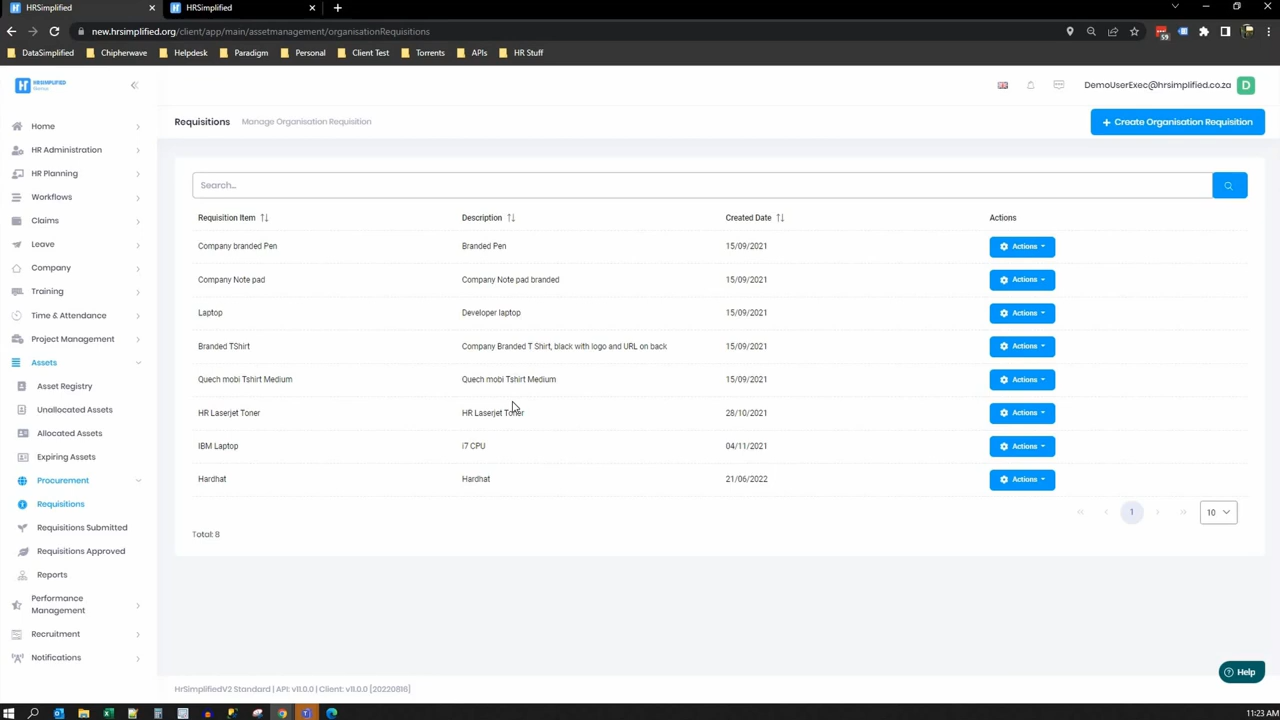 HRSimplified
HRSimplified
new.hrsimplified.org/client/app/main/assetmanagement/organisationRequisitions
59
DataSimplified
Chipherwave
Helpdesk
Paradigm
Personal
Client Test
Torrents
APIs
HR Stuff
HRSIMPLIFIED
DemoUserExec@hrsimplified.co.za
D
Home
HR Administration
HR Planning
Workflows
Claims
Leave
Company
Training
Time & Attendance
Project Management
Assets
Asset Registry
Unallocated Assets
Allocated Assets
Expiring Assets
Procurement
Requisitions
Requisitions Submitted
Requisitions Approved
Reports
Performance
Management
Recruitment
Notifications
Requisitions Manage Organisation Requisition
+ Create Organisation Requisition
Search...
Requisition Item Description Created Date Actions
Company branded Pen Branded Pen 15/09/2021 Actions
Company Note pad Company Note pad branded 15/09/2021 Actions
Laptop Developer laptop 15/09/2021 Actions
Branded TShirt Company Branded T Shirt, black with logo and URL on back 15/09/2021 Actions
Quech mobi Tshirt Medium Quech mobi Tshirt Medium 15/09/2021 Actions
HR Laserjet Toner HR Laserjet Toner 28/10/2021 Actions
IBM Laptop i7 CPU 04/11/2021 Actions
Hardhat Hardhat 21/06/2022 Actions
1 10
Total: 8
HrSimplifiedV2 Standard | API: v11.0.0 | Client: v11.0.0 [20220816]
Help
11:23 AM